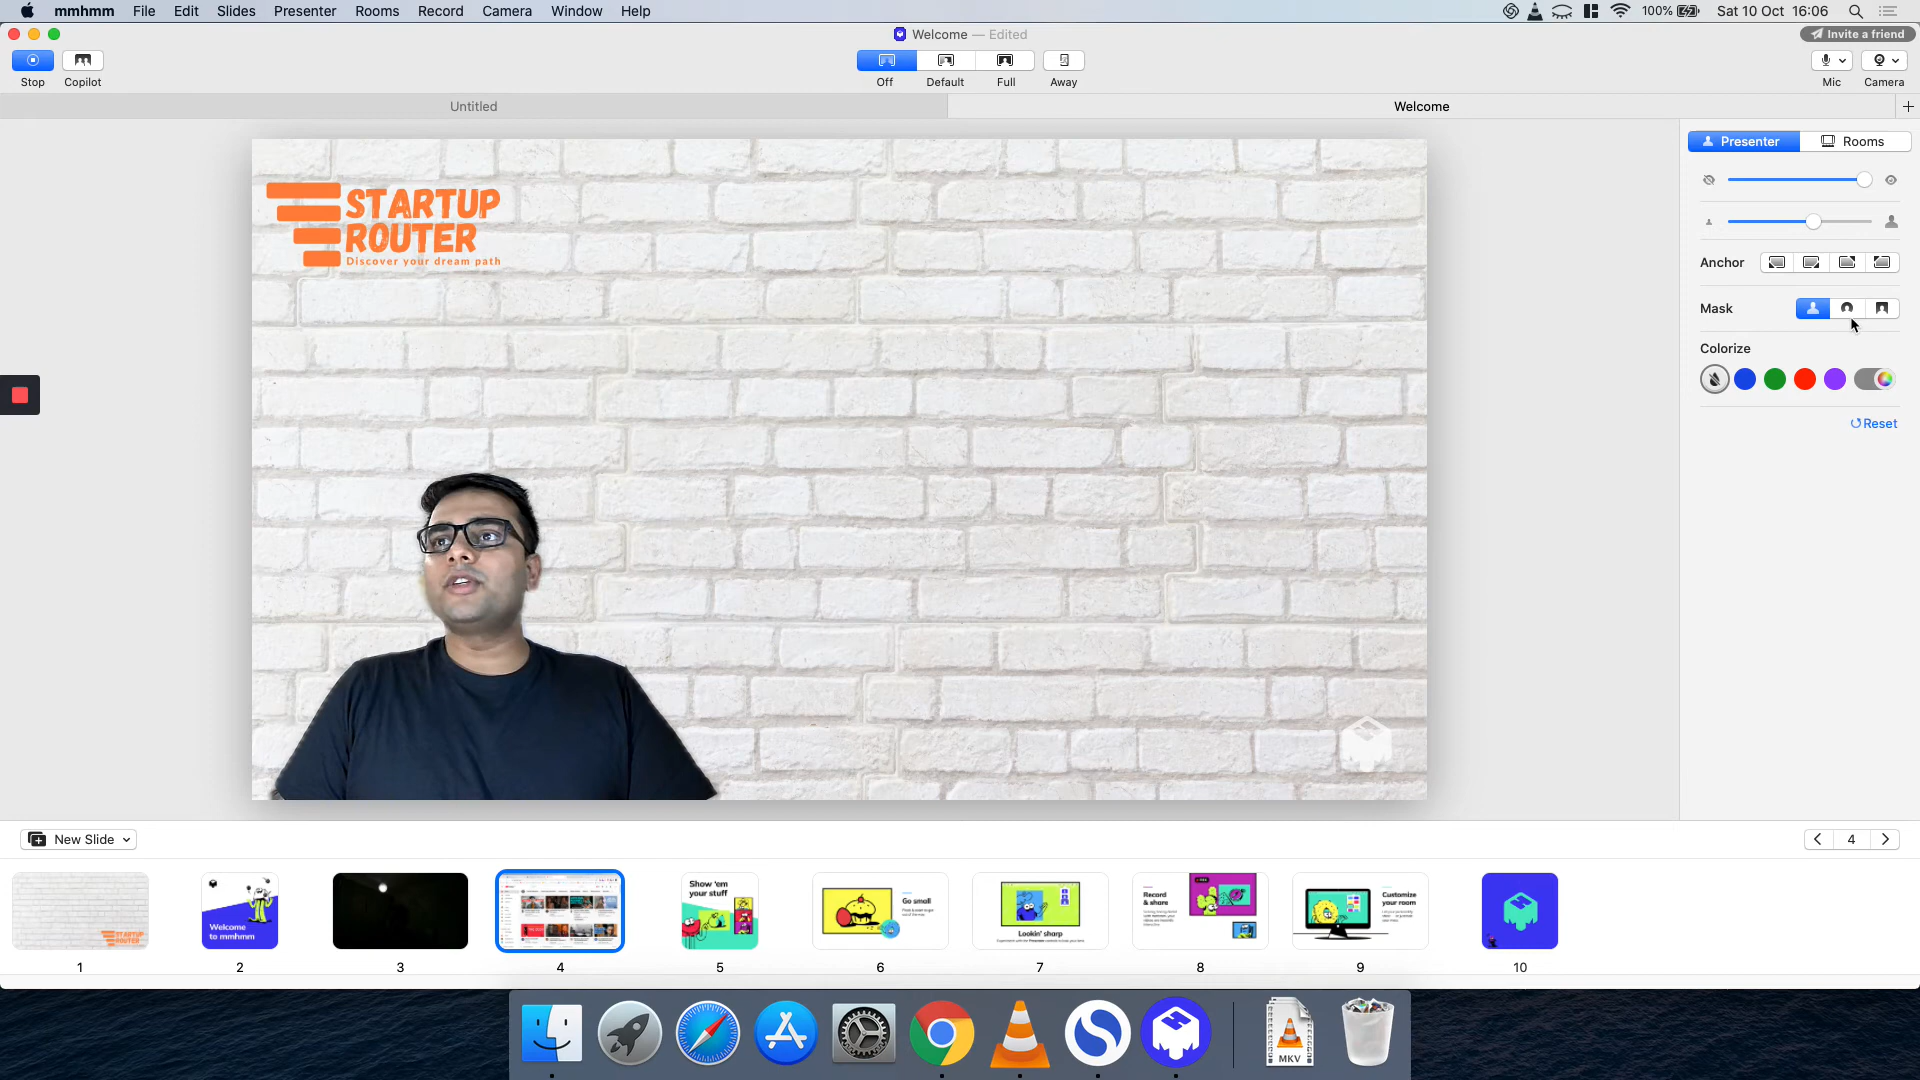 mmhmm File Edit Slides Presenter Rooms Record Camera Window Help 100% Sat 10 Oct 16:06
Welcome — Edited
Invite a friend
Stop Copilot Off Default Full Away Mic Camera
Untitled Welcome
Presenter Rooms
STARTUP
ROUTER
Discover your dream path
Anchor
Mask
Colorize
Reset
New Slide
4
STARTUP
ROUTER
Welcome
to mmhmm
Show 'em
your stuff
Go small
Lookin' sharp
Record
& share
Customize
your room
1 2 3 4 5 6 7 8 9 10
MKV